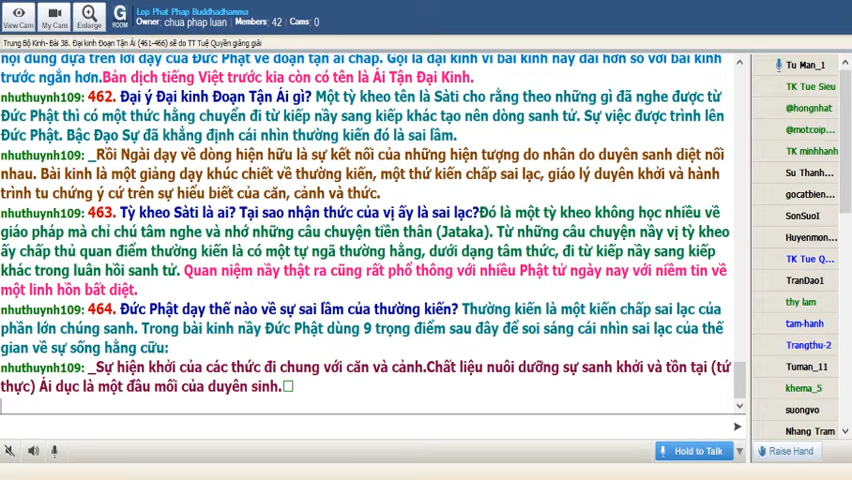 View Cam
My Cam
Enlarge
G
ROOM
Lop Phat Phap Buddhadhamma
Owner: chua phap luan Members: 42 Cams: 0
Trung Bộ Kinh- Bài 38. Đại kinh Đoạn Tận Ái (461-466) sẽ do TT Tuệ Quyền giảng giải
nội dung dựa trên lời dạy của Đức Phật về đoạn tận ái chấp. Gọi là đại kinh vì bài kinh này dài hơn so với bài kinh
trước ngắn hơn.Bản dịch tiếng Việt trước kia còn có tên là Ái Tận Đại Kinh.
nhuthuynh109: 462. Đại ý Đại kinh Đoạn Tận Ái gì? Một tỳ kheo tên là Sàti cho rằng theo những gì đã nghe được từ
Đức Phật thì có một thức hằng chuyển đi từ kiếp nầy sang kiếp khác tạo nên dòng sanh tử. Sự việc được trình lên
Đức Phật. Bậc Đạo Sự đã khẳng định cái nhìn thường kiến đó là sai lầm.
nhuthuynh109: _Rồi Ngài dạy về dòng hiện hữu là sự kết nối của những hiện tượng do nhân do duyên sanh diệt nối
nhau. Bài kinh là một giảng dạy khúc chiết về thường kiến, một thứ kiến chấp sai lạc, giáo lý duyên khởi và hành
trình tu chứng ý cứ trên sự hiểu biết của căn, cảnh và thức.
nhuthuynh109: 463. Tỳ kheo Sàti là ai? Tại sao nhận thức của vị ấy là sai lạc?Đó là một tỳ kheo không học nhiều về
giáo pháp mà chỉ chú tâm nghe và nhớ những câu chuyện tiền thân (Jataka). Từ những câu chuyện nầy vị tỳ kheo
ấy chấp thủ quan điểm thường kiến là có một tự ngã thường hằng, dưới dạng tâm thức, đi từ kiếp nầy sang kiếp
khác trong luân hồi sanh tử. Quan niệm nầy thật ra cũng rất phổ thông với nhiều Phật tử ngày nay với niềm tin về
một linh hồn bất diệt.
nhuthuynh109: 464. Đức Phật dạy thế nào về sự sai lầm của thường kiến? Thường kiến là một kiến chấp sai lạc của
phần lớn chúng sanh. Trong bài kinh nầy Đức Phật dùng 9 trọng điểm sau đây để soi sáng cái nhìn sai lạc của thế
gian về sự sống hằng cữu:
nhuthuynh109: _Sự hiện khởi của các thức đi chung với căn và cảnh.Chất liệu nuôi dưỡng sự sanh khởi và tồn tại (tứ
thực) Ái dục là một đầu mối của duyên sinh.
Hold to Talk
Tu Man_1
TK Tue Sieu
@hongnhat
@motcoip...
TK minhhanh
Su Thanh...
gocatbien...
SonSuoI
Huyenmon...
TK Tue Q...
TranDao1
thy lam
tam-hanh
Trangthu-2
Tuman_11
khema_5
suongvo
Nhang Tram
Raise Hand